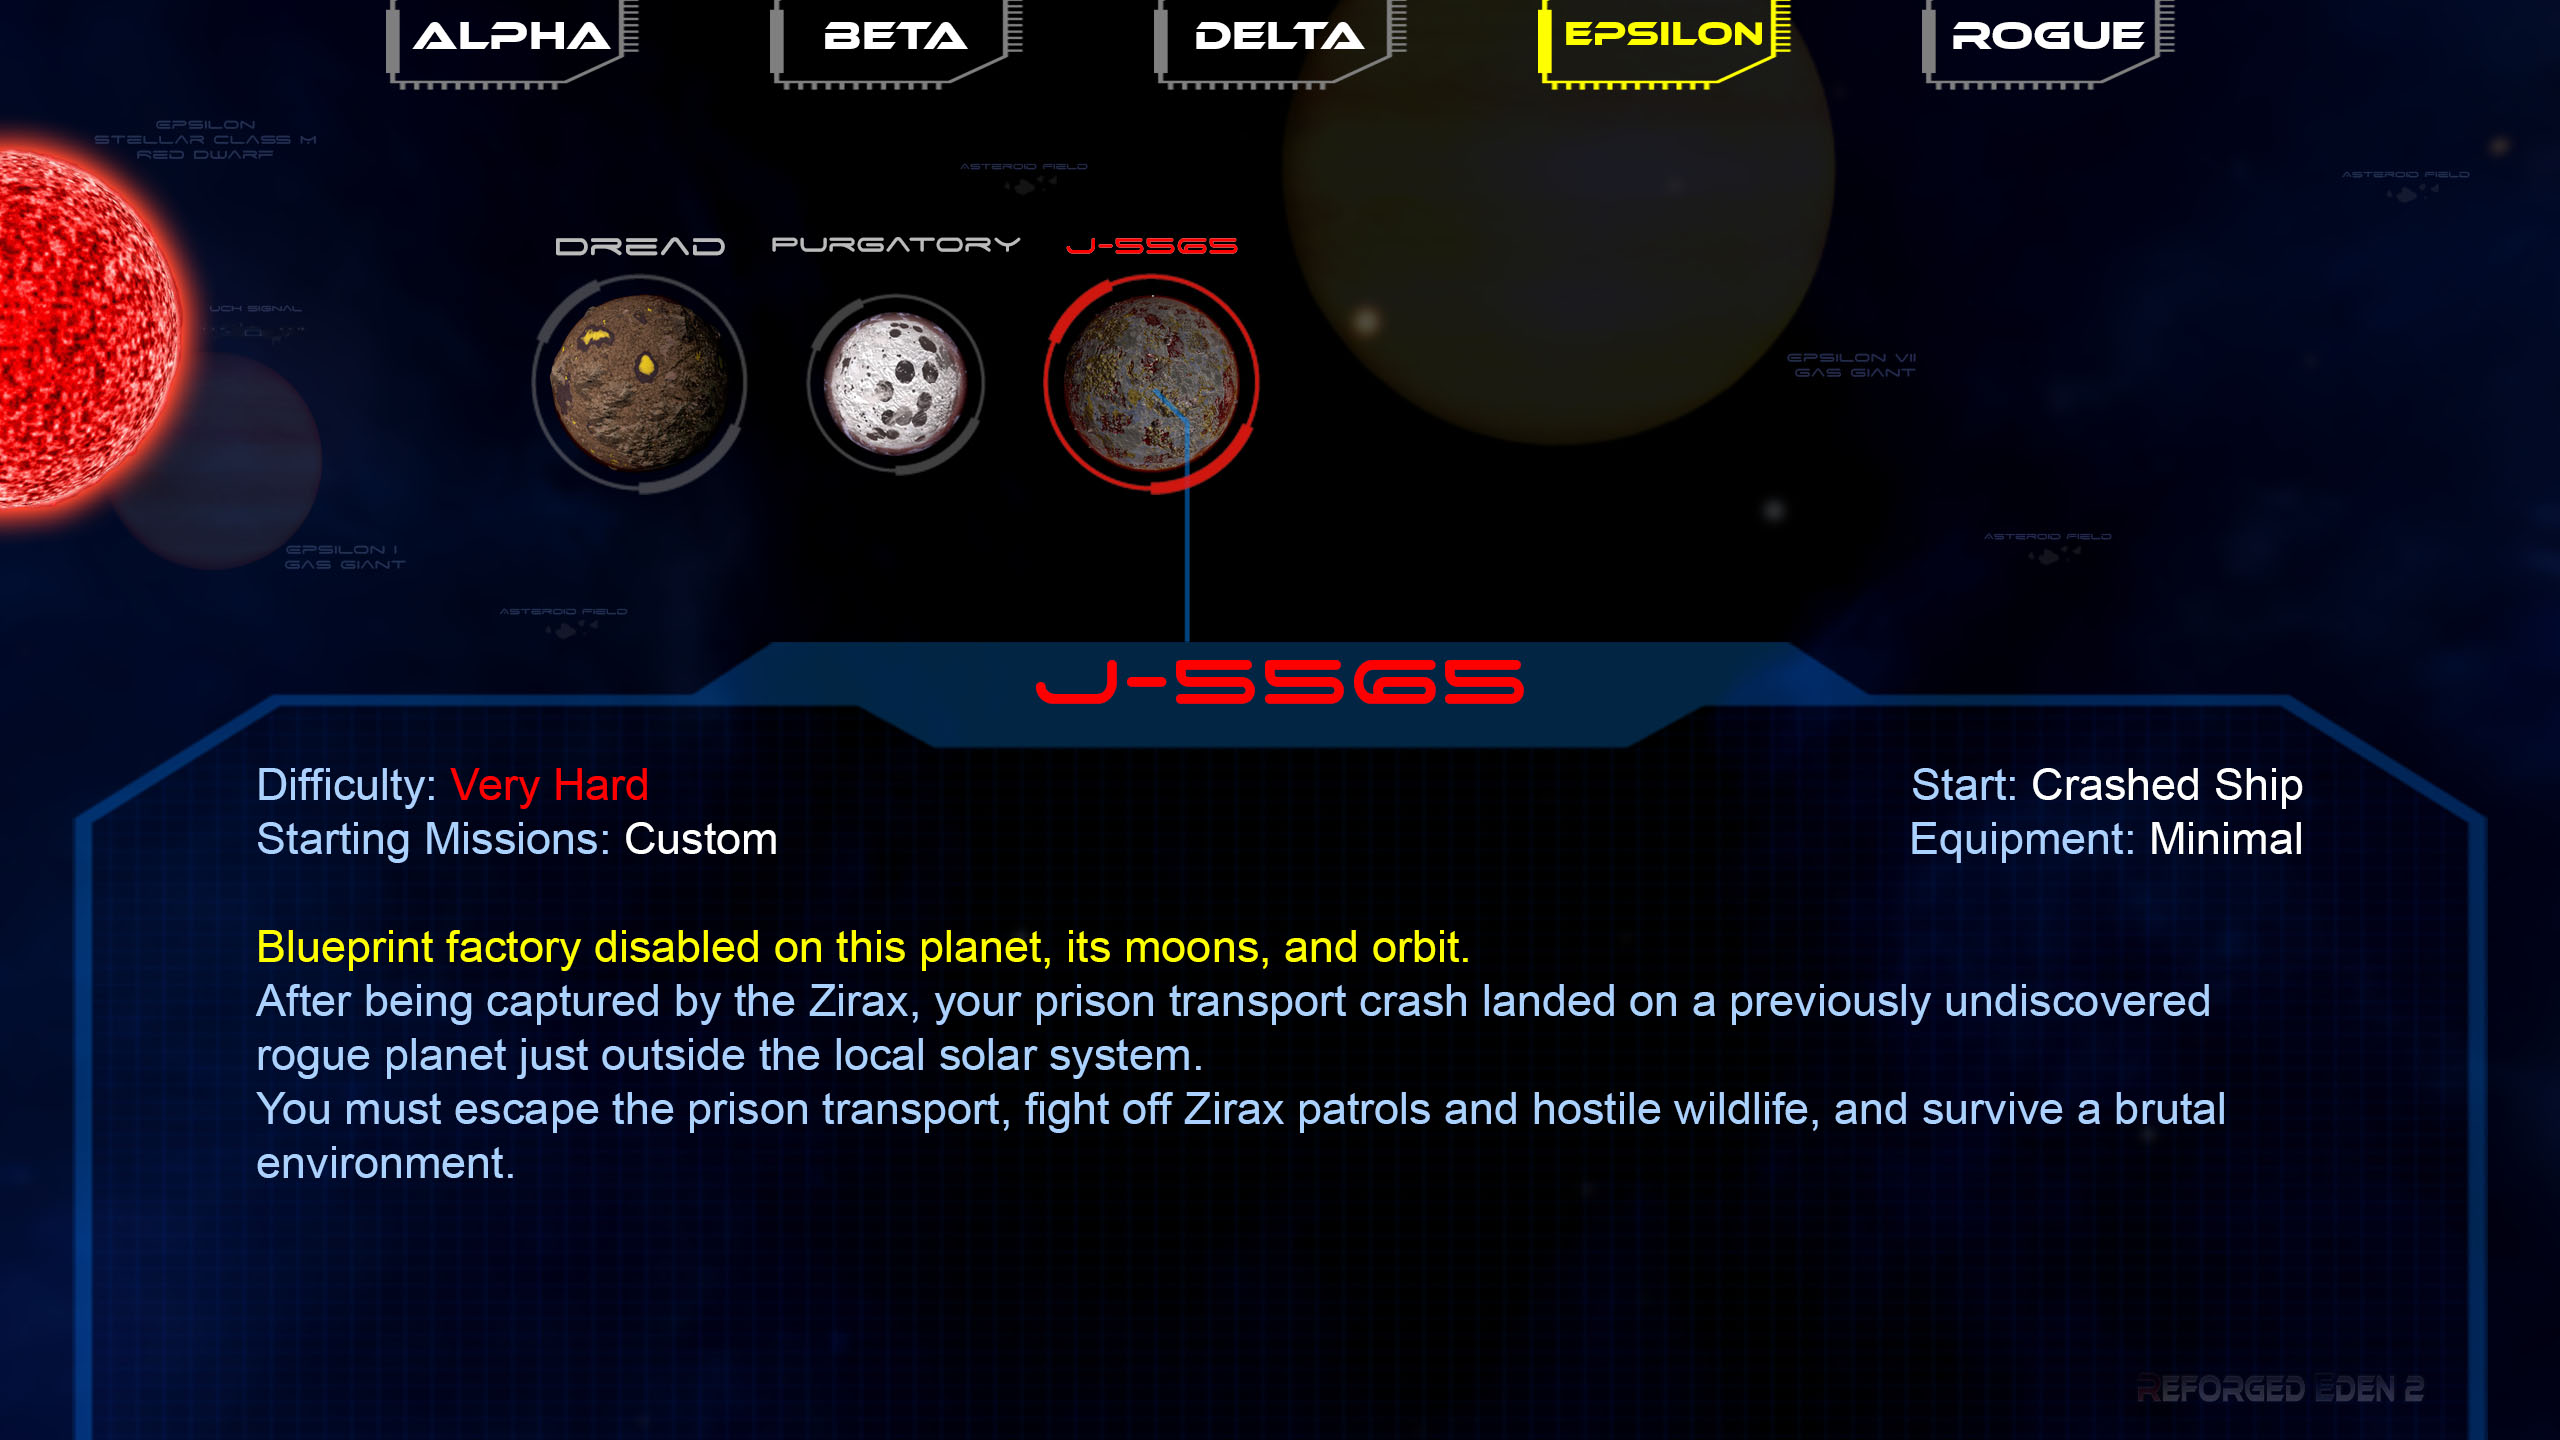 ALPHA
BETA
DELTA
EPSILON
ROGUE
EPSILON
STELLAR CLASS M
RED DWARF
ASTEROID FIELD
ASTEROID FIELD
DREAD
PURGATORY
J-5565
UCH SIGNAL
EPSILON VII
GAS GIANT
EPSILON I
GAS GIANT
ASTEROID FIELD
ASTEROID FIELD
J-5565
Difficulty: Very Hard
Starting Missions: Custom
Start: Crashed Ship
Equipment: Minimal
Blueprint factory disabled on this planet, its moons, and orbit.
After being captured by the Zirax, your prison transport crash landed on a previously undiscovered
rogue planet just outside the local solar system.
You must escape the prison transport, fight off Zirax patrols and hostile wildlife, and survive a brutal
environment.
REFORGED EDEN 2